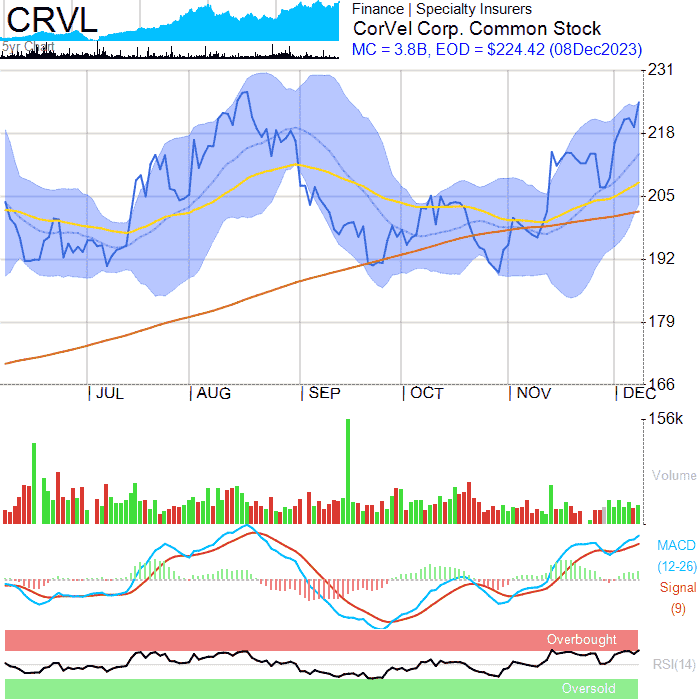 CRVL
5yr Chart
Finance | Specialty Insurers
CorVel Corp. Common Stock
MC = 3.8B, EOD = $224.42 (08Dec2023)
231
218
205
192
179
166
JUL AUG SEP OCT NOV DEC
156k
Volume
MACD
(12-26)
Signal
(9)
Overbought
RSI(14)
Oversold